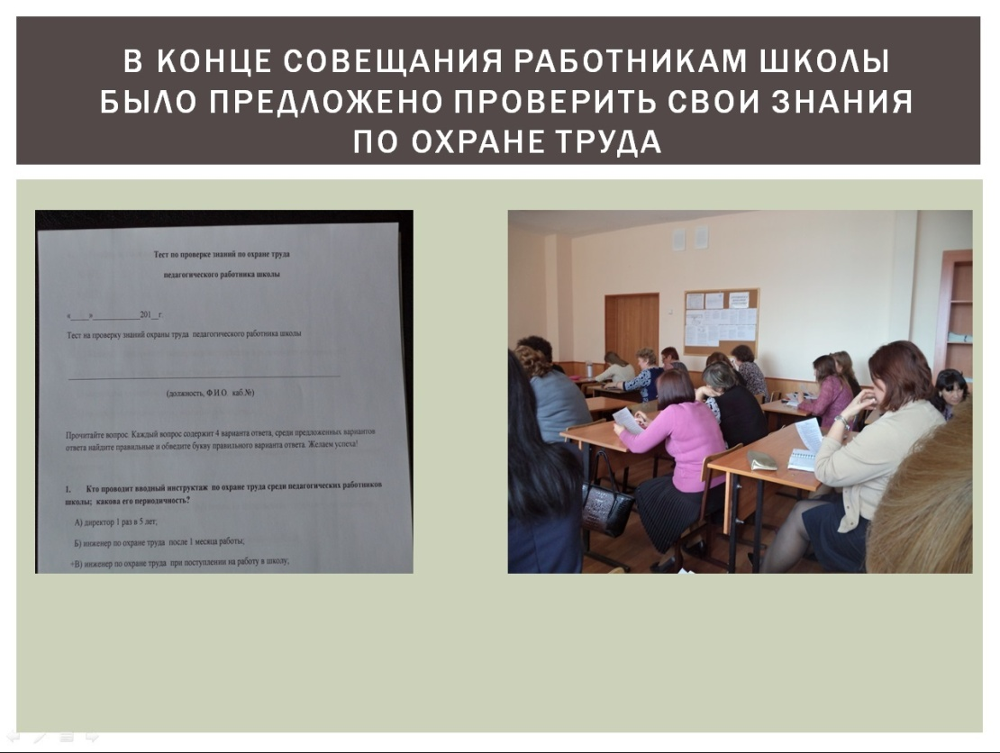 В КОНЦЕ СОВЕЩАНИЯ РАБОТНИКАМ ШКОЛЫ
БЫЛО ПРЕДЛОЖЕНО ПРОВЕРИТЬ СВОИ ЗНАНИЯ
ПО ОХРАНЕ ТРУДА
Тест по проверке знаний по охране труда
педагогического работника школы
«____»___________201__г.
Тест на проверку знаний охраны труда педагогического работника школы
(должность, Ф.И.О. каб.№)
Прочитайте вопрос. Каждый вопрос содержит 4 варианта ответа, среди предложенных вариантов
ответа найдите правильные и обведите букву правильного варианта ответа. Желаем успеха!
1. Кто проводит вводный инструктаж по охране труда среди педагогических работников
школы; какова его периодичность?
А) директор 1 раз в 5 лет;
Б) инженер по охране труда после 1 месяца работы;
+В) инженер по охране труда при поступлении на работу в школу;